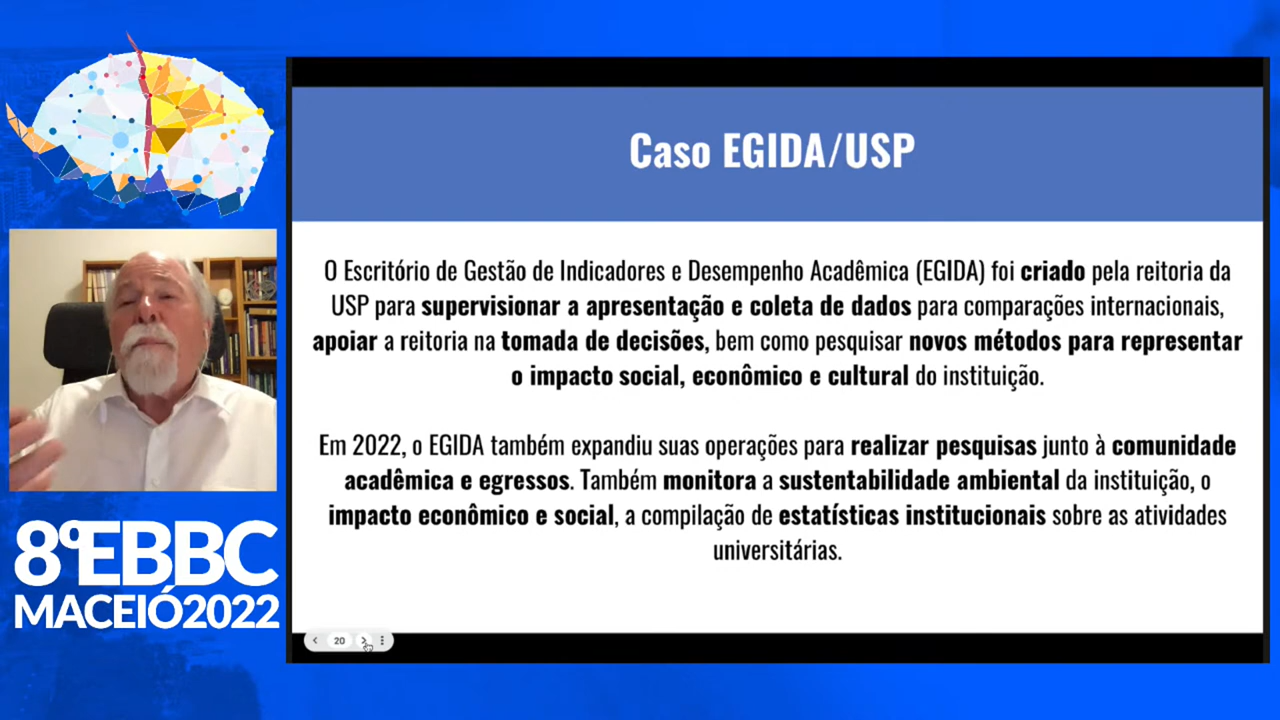 Caso EGIDA/USP
O Escritório de Gestão de Indicadores e Desempenho Acadêmica (EGIDA) foi criado pela reitoria da
USP para supervisionar a apresentação e coleta de dados para comparações internacionais,
apoiar a reitoria na tomada de decisões, bem como pesquisar novos métodos para representar
o impacto social, econômico e cultural do instituição.
Em 2022, o EGIDA também expandiu suas operações para realizar pesquisas junto à comunidade
acadêmica e egressos. Também monitora a sustentabilidade ambiental da instituição, o
impacto econômico e social, a compilação de estatísticas institucionais sobre as atividades
universitárias.
20
8ºEBBC
MACEIÓ2022